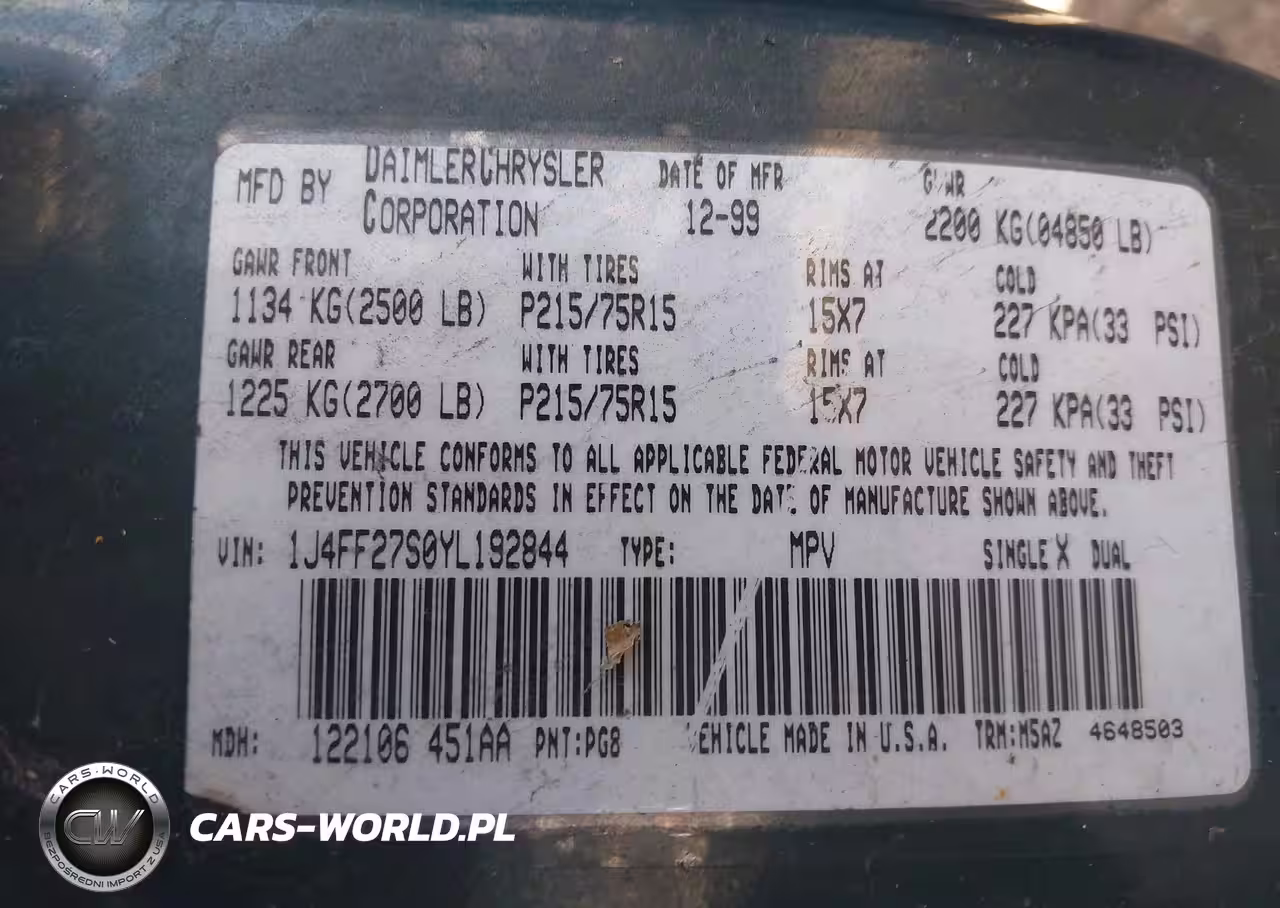 MFD BY DAIMLERCHRYSLER CORPORATION DATE OF MFR 12-99 GVWR 2200 KG(04850 LB)
GAWR FRONT WITH TIRES RIMS AT COLD
1134 KG(2500 LB) P215/75R15 15X7 227 KPA(33 PSI)
GAWR REAR WITH TIRES RIMS AT COLD
1225 KG(2700 LB) P215/75R15 15X7 227 KPA(33 PSI)
THIS VEHICLE CONFORMS TO ALL APPLICABLE FEDERAL MOTOR VEHICLE SAFETY AND THEFT
PREVENTION STANDARDS IN EFFECT ON THE DATE OF MANUFACTURE SHOWN ABOVE.
VIN: 1J4FF27S0YL192844 TYPE: MPV SINGLE X DUAL
MDH: 122106 451AA PNT:PG8 VEHICLE MADE IN U.S.A. TRM:M5AZ 4648503
CARS-WORLD
CW
BEZPOŚREDNI IMPORT Z USA
CARS-WORLD.PL